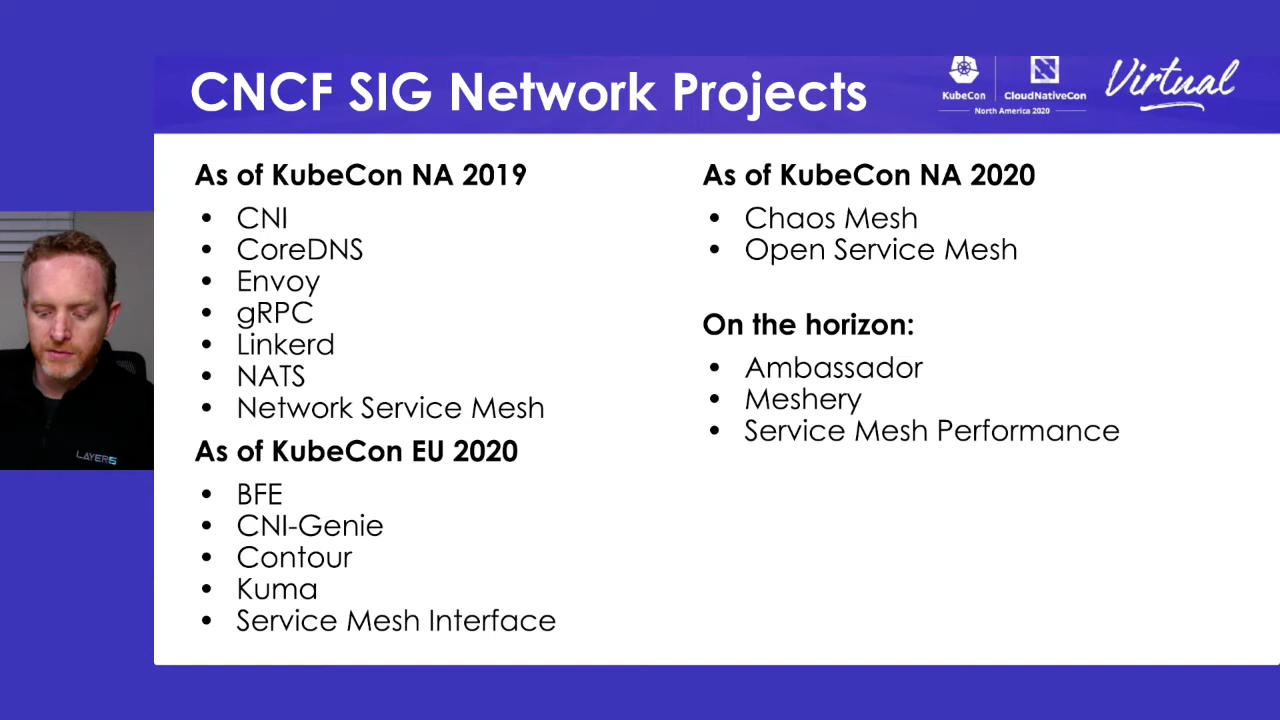 CNCF SIG Network Projects
KubeCon
CloudNativeCon
North America 2020
Virtual
As of KubeCon NA 2019
• CNI
• CoreDNS
• Envoy
• gRPC
• Linkerd
• NATS
• Network Service Mesh
As of KubeCon EU 2020
• BFE
• CNI-Genie
• Contour
• Kuma
• Service Mesh Interface
As of KubeCon NA 2020
• Chaos Mesh
• Open Service Mesh
On the horizon:
• Ambassador
• Meshery
• Service Mesh Performance
LAYER5